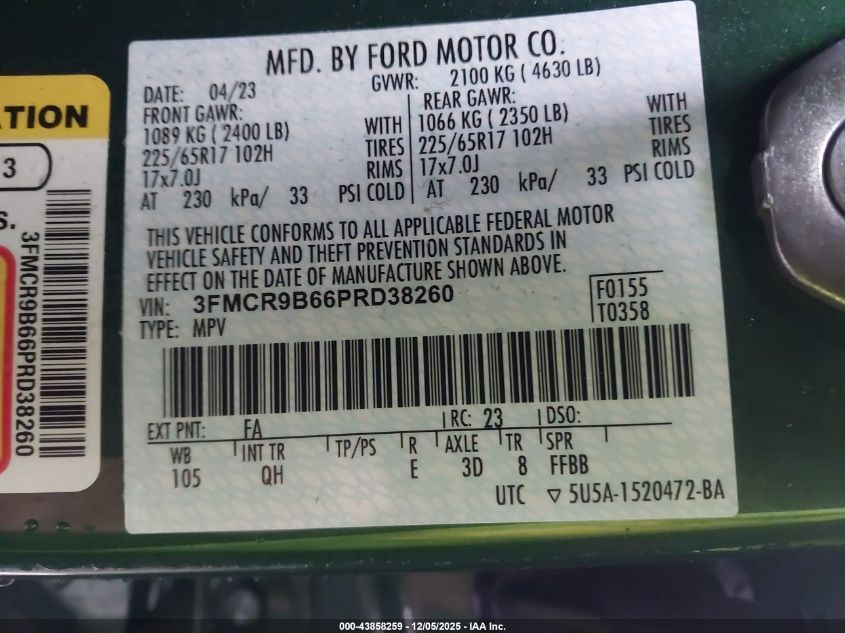 MFD. BY FORD MOTOR CO.
DATE: 04/23 GVWR: 2100 KG ( 4630 LB)
FRONT GAWR: REAR GAWR:
1089 KG ( 2400 LB) WITH 1066 KG ( 2350 LB) WITH
225/65R17 102H TIRES 225/65R17 102H TIRES
17x7.0J RIMS 17x7.0J RIMS
AT 230 kPa/ 33 PSI COLD AT 230 kPa/ 33 PSI COLD
THIS VEHICLE CONFORMS TO ALL APPLICABLE FEDERAL MOTOR
VEHICLE SAFETY AND THEFT PREVENTION STANDARDS IN
EFFECT ON THE DATE OF MANUFACTURE SHOWN ABOVE.
VIN: 3FMCR9B66PRD38260 F0155
TYPE: MPV T0358
EXT PNT: FA RC: 23 DSO:
WB INT TR TP/PS R AXLE TR SPR
105 QH E 3D 8 FFBB
UTC ▽ 5U5A-1520472-BA
ATION
3
S.
3FMCR9B66PRD38260
000-43858259 - 12/05/2025 - IAA Inc.